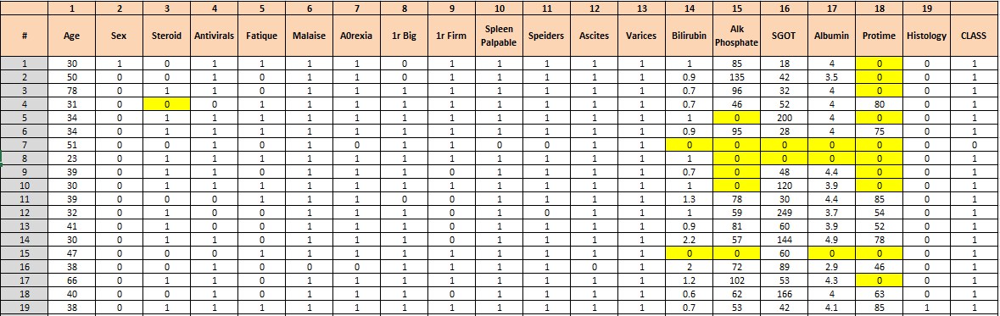 1 2 3 4 5 6 7 8 9 10 11 12 13 14 15 16 17 18 19
# Age Sex Steroid Antivirals Fatique Malaise A0rexia 1r Big 1r Firm Spleen Palpable Speiders Ascites Varices Bilirubin Alk Phosphate SGOT Albumin Protime Histology CLASS
1 30 1 0 1 1 1 1 0 1 1 1 1 1 1 85 18 4 0 0 1
2 50 0 0 1 0 1 1 0 1 1 1 1 1 0.9 135 42 3.5 0 0 1
3 78 0 1 1 0 1 1 1 1 1 1 1 1 0.7 96 32 4 0 0 1
4 31 0 0 0 1 1 1 1 1 1 1 1 1 0.7 46 52 4 80 0 1
5 34 0 1 1 1 1 1 1 1 1 1 1 1 1 0 200 4 0 0 1
6 34 0 1 1 1 1 1 1 1 1 1 1 1 0.9 95 28 4 75 0 1
7 51 0 0 1 0 1 0 1 1 0 0 1 1 0 0 0 0 0 0 0
8 23 0 1 1 1 1 1 1 1 1 1 1 1 1 0 0 0 0 0 1
9 39 0 1 1 0 1 1 1 0 1 1 1 1 0.7 0 48 4.4 0 0 1
10 30 0 1 1 1 1 1 1 1 1 1 1 1 1 0 120 3.9 0 0 1
11 39 0 0 0 1 1 1 0 0 1 1 1 1 1.3 78 30 4.4 85 0 1
12 32 0 1 0 0 1 1 1 0 1 0 1 1 1 59 249 3.7 54 0 1
13 41 0 1 0 0 1 1 1 0 1 1 1 1 0.9 81 60 3.9 52 0 1
14 30 0 1 0 0 1 1 1 0 1 1 1 1 2.2 57 144 4.9 78 0 1
15 47 0 0 0 1 1 1 1 1 1 1 1 1 0 0 60 0 0 0 1
16 38 0 0 1 0 0 0 1 1 1 1 0 1 2 72 89 2.9 46 0 1
17 66 0 1 1 0 1 1 1 1 1 1 1 1 1.2 102 53 4.3 0 0 1
18 40 0 0 1 0 1 1 1 0 1 1 1 1 0.6 62 166 4 63 0 1
19 38 0 1 1 1 1 1 1 1 1 1 1 1 0.7 53 42 4.1 85 1 1